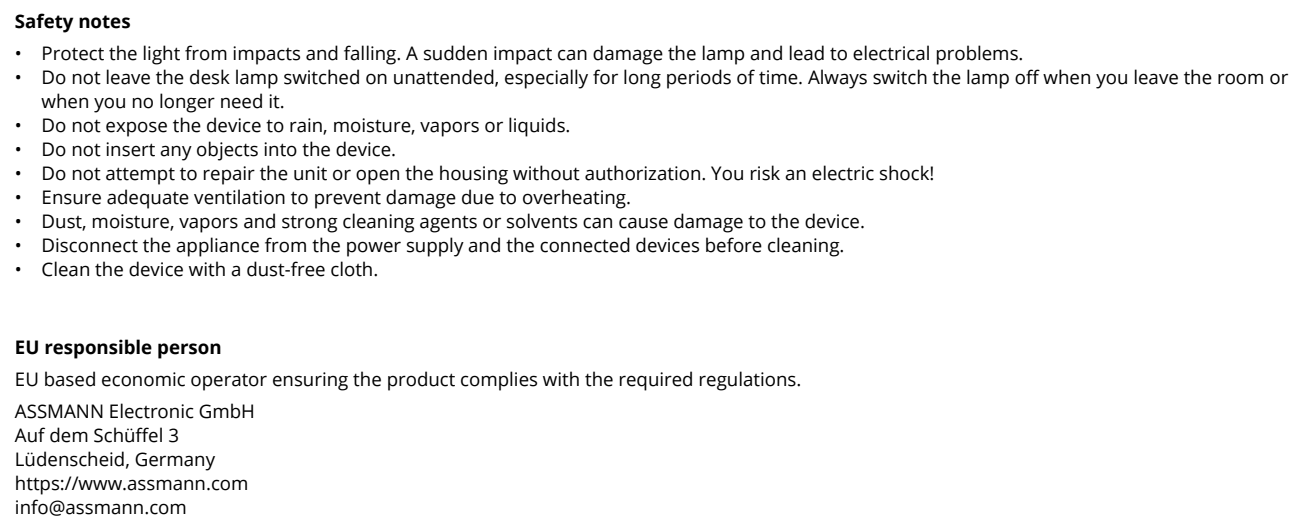 Safety notes
• Protect the light from impacts and falling. A sudden impact can damage the lamp and lead to electrical problems.
• Do not leave the desk lamp switched on unattended, especially for long periods of time. Always switch the lamp off when you leave the room or
when you no longer need it.
• Do not expose the device to rain, moisture, vapors or liquids.
• Do not insert any objects into the device.
• Do not attempt to repair the unit or open the housing without authorization. You risk an electric shock!
• Ensure adequate ventilation to prevent damage due to overheating.
• Dust, moisture, vapors and strong cleaning agents or solvents can cause damage to the device.
• Disconnect the appliance from the power supply and the connected devices before cleaning.
• Clean the device with a dust-free cloth.
EU responsible person
EU based economic operator ensuring the product complies with the required regulations.
ASSMANN Electronic GmbH
Auf dem Schüffel 3
Lüdenscheid, Germany
https://www.assmann.com
info@assmann.com